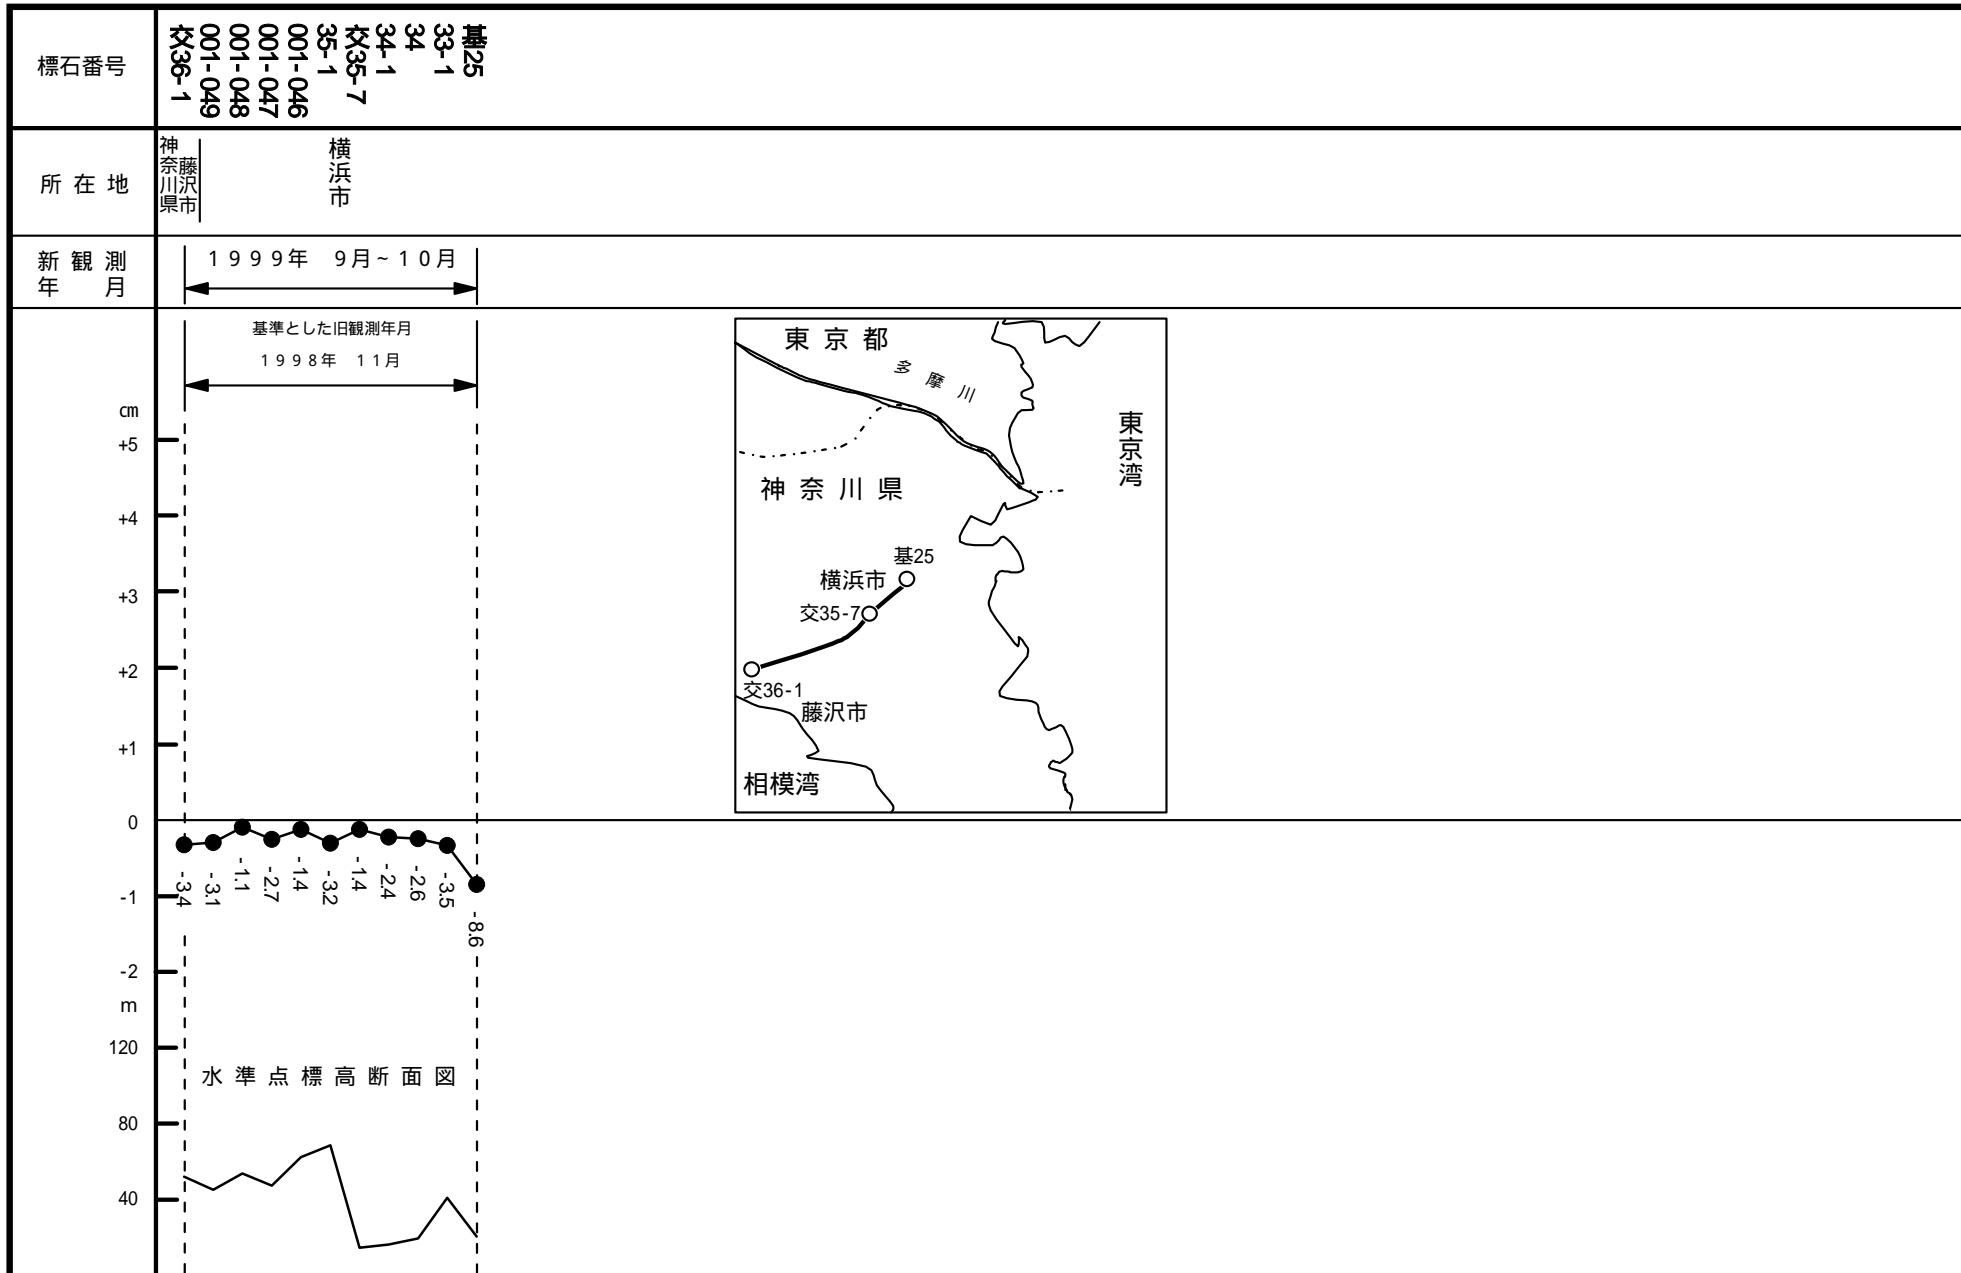 標石番号
交36-1
001-049
001-048
001-047
001-046
35-1
交35-7
34-1
34
33-1
基25
所在地
神奈川県
藤沢市
横浜市
新観測
年月
1999年 9月~10月
基準とした旧観測年月
1998年 11月
cm
+5
+4
+3
+2
+1
0
-1
-2
-3.4
-3.1
-1.1
-2.7
-1.4
-3.2
-1.4
-2.4
-2.6
-3.5
-8.6
m
120
80
40
水準点標高断面図
東京都
多摩川
東京湾
神奈川県
基25
横浜市
交35-7
交36-1
藤沢市
相模湾